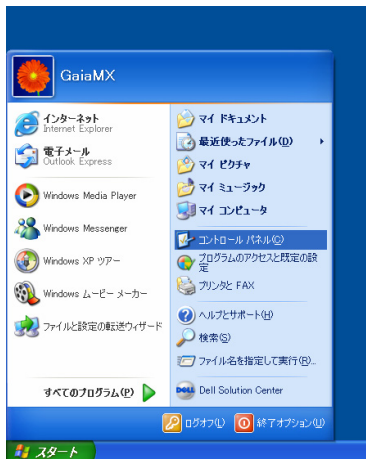 GaiaMX
インターネット
Internet Explorer
電子メール
Outlook Express
Windows Media Player
Windows Messenger
Windows XP ツアー
Windows ムービー メーカー
ファイルと設定の転送ウィザード
すべてのプログラム(P)
マイ ドキュメント
最近使ったファイル(D)
マイ ピクチャ
マイ ミュージック
マイ コンピュータ
コントロール パネル(C)
プログラムのアクセスと既定の設
定
プリンタと FAX
ヘルプとサポート(H)
検索(S)
ファイル名を指定して実行(R)...
DELL
Dell Solution Center
ログオフ(L)
終了オプション(U)
スタート